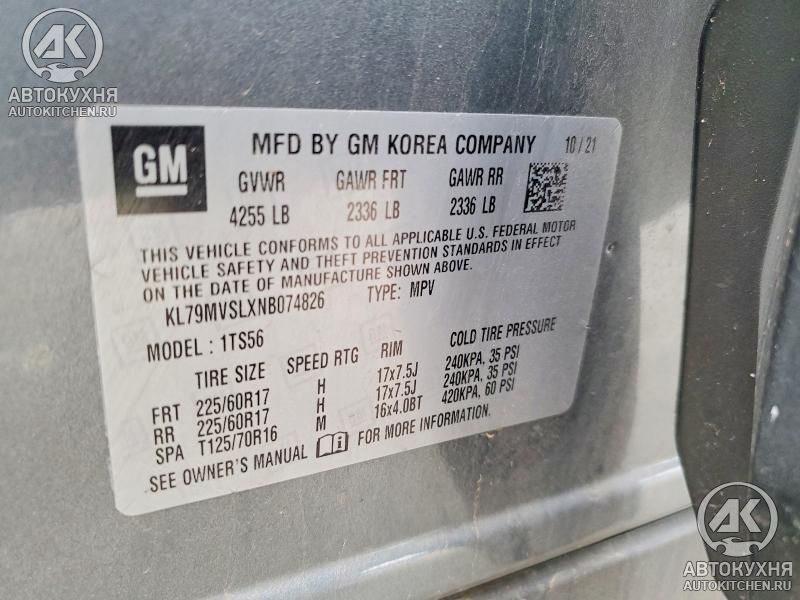 АК
АВТОКУХНЯ
AUTOKITCHEN.RU
GM
MFD BY GM KOREA COMPANY 10/21
GVWR GAWR FRT GAWR RR
4255 LB 2336 LB 2336 LB
THIS VEHICLE CONFORMS TO ALL APPLICABLE U.S. FEDERAL MOTOR
VEHICLE SAFETY AND THEFT PREVENTION STANDARDS IN EFFECT
ON THE DATE OF MANUFACTURE SHOWN ABOVE.
KL79MVSLXNB074826 TYPE: MPV
MODEL : 1TS56
TIRE SIZE SPEED RTG RIM COLD TIRE PRESSURE
FRT 225/60R17 H 17x7.5J 240KPA, 35 PSI
RR 225/60R17 H 17x7.5J 240KPA, 35 PSI
SPA T125/70R16 M 16x4.0BT 420KPA, 60 PSI
SEE OWNER'S MANUAL FOR MORE INFORMATION.
АК
АВТОКУХНЯ
AUTOKITCHEN.RU